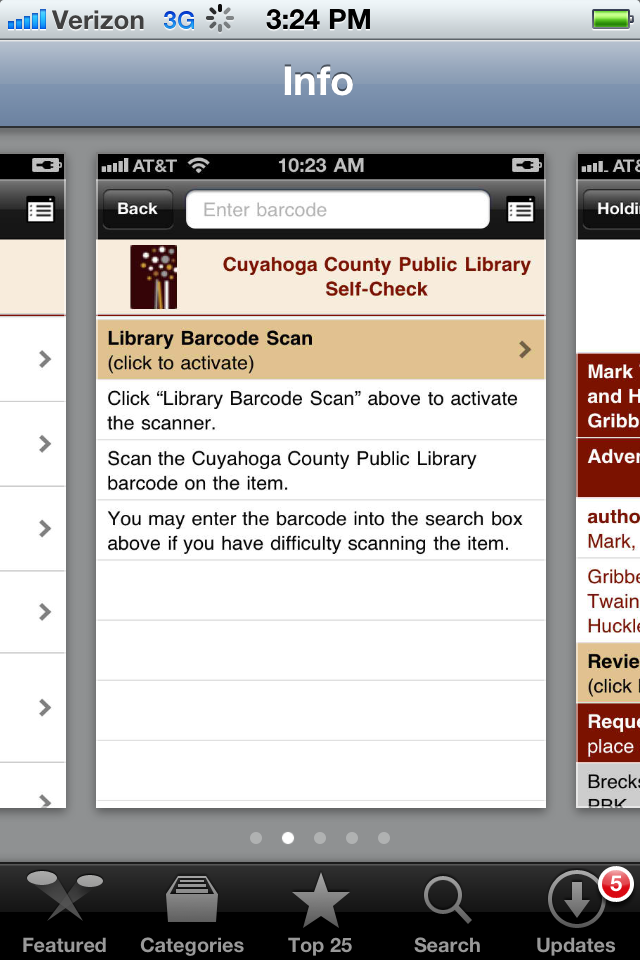 Verizon 3G 3:24 PM
Info
AT&T 10:23 AM
Back
Enter barcode
Cuyahoga County Public Library
Self-Check
Library Barcode Scan
(click to activate)
Click “Library Barcode Scan” above to activate
the scanner.
Scan the Cuyahoga County Public Library
barcode on the item.
You may enter the barcode into the search box
above if you have difficulty scanning the item.
AT&
Holdi
Mark
and H
Gribb
Adver
autho
Mark,
Gribbe
Twain
Huckle
Revie
(click
Reque
place
Brecks
PBK
Featured
Categories
Top 25
Search
5
Updates